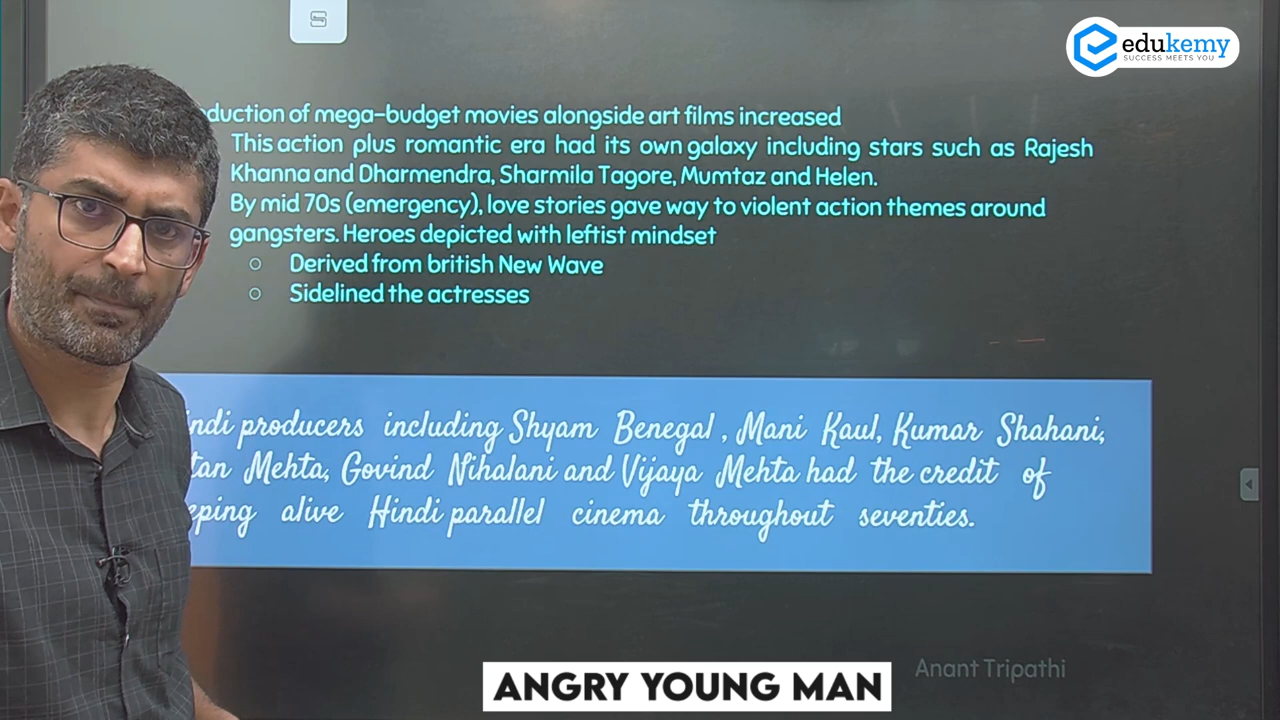 edukemy
SUCCESS MEETS YOU
duction of mega-budget movies alongside art films increased
This action plus romantic era had its own galaxy including stars such as Rajesh
Khanna and Dharmendra, Sharmila Tagore, Mumtaz and Helen.
By mid 70s (emergency), love stories gave way to violent action themes around
gangsters. Heroes depicted with leftist mindset
○ Derived from british New Wave
○ Sidelined the actresses
ndi producers including Shyam Benegal , Mani Kaul, Kumar Shahani,
tan Mehta, Govind Nihalani and Vijaya Mehta had the credit of
eping alive Hindi parallel cinema throughout seventies.
Anant Tripathi
ANGRY YOUNG MAN